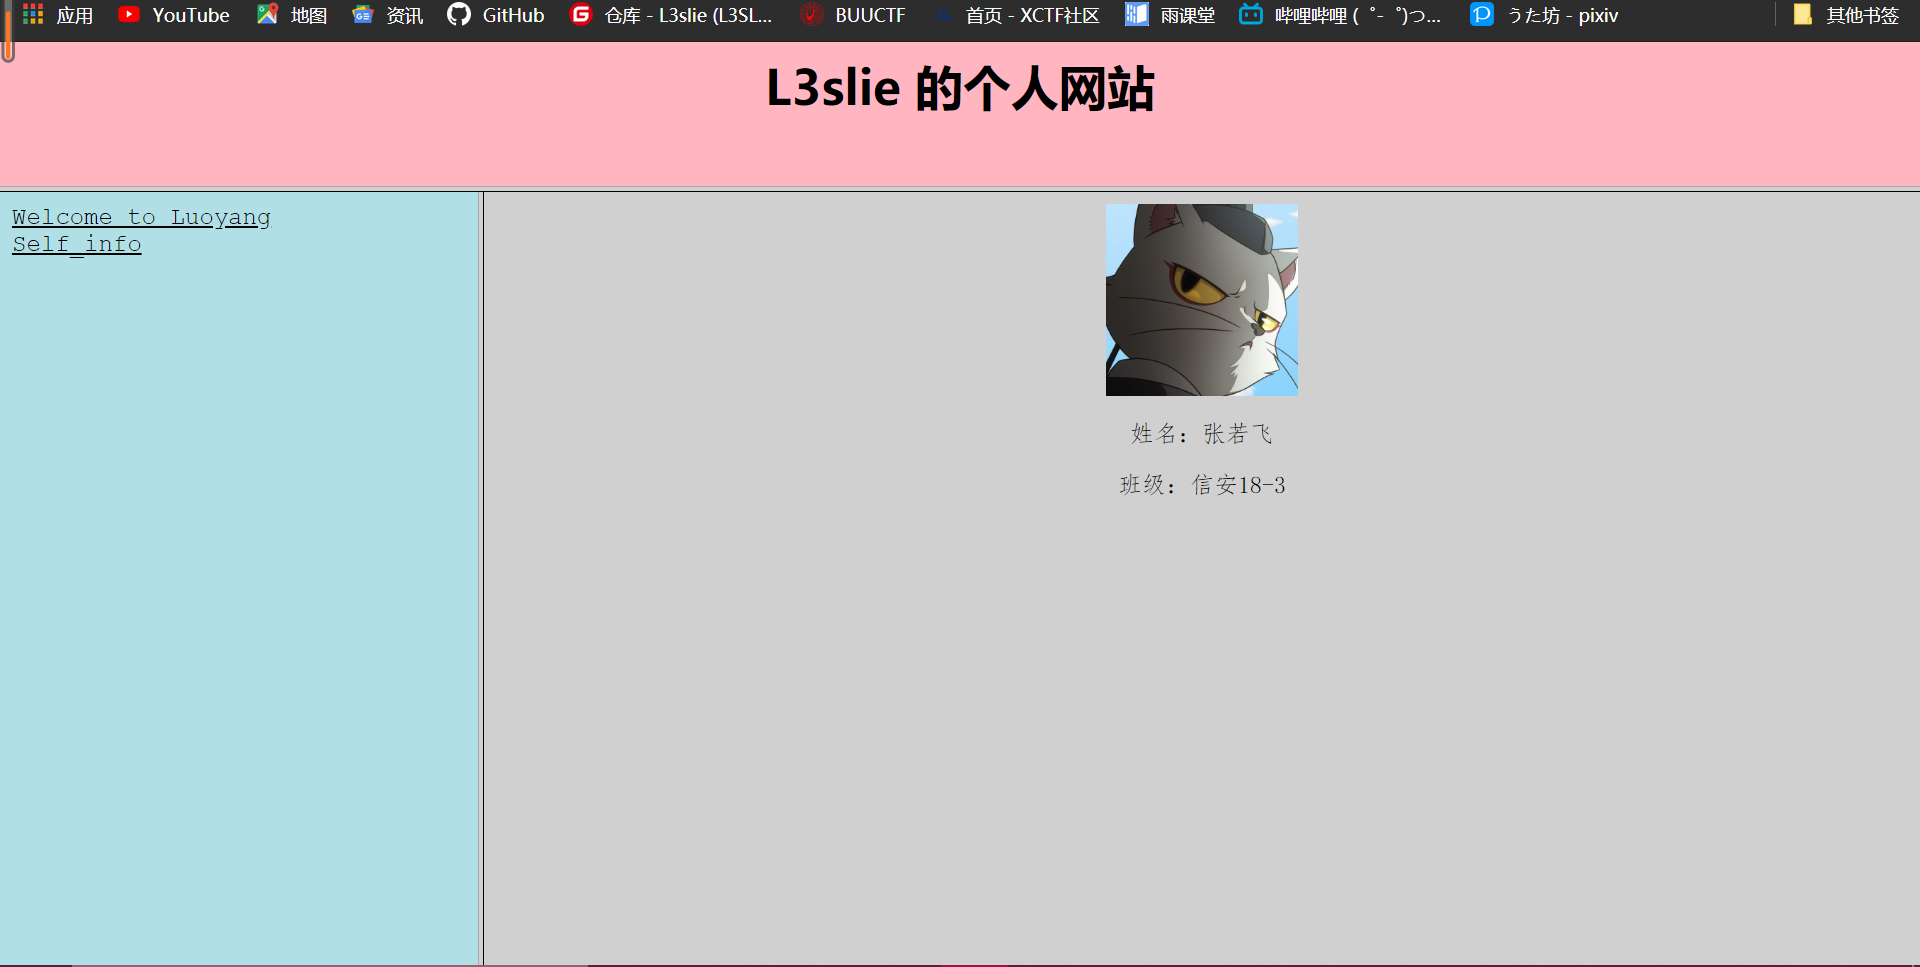 应用 YouTube 地图 资讯 GitHub 仓库 - L3slie (L3SL... BUUCTF 首页 - XCTF社区 雨课堂 哔哩哔哩 ( ゜- ゜)つ... うた坊 - pixiv 其他书签
L3slie 的个人网站
Welcome to Luoyang
Self_info
姓名：张若飞
班级：信安18-3